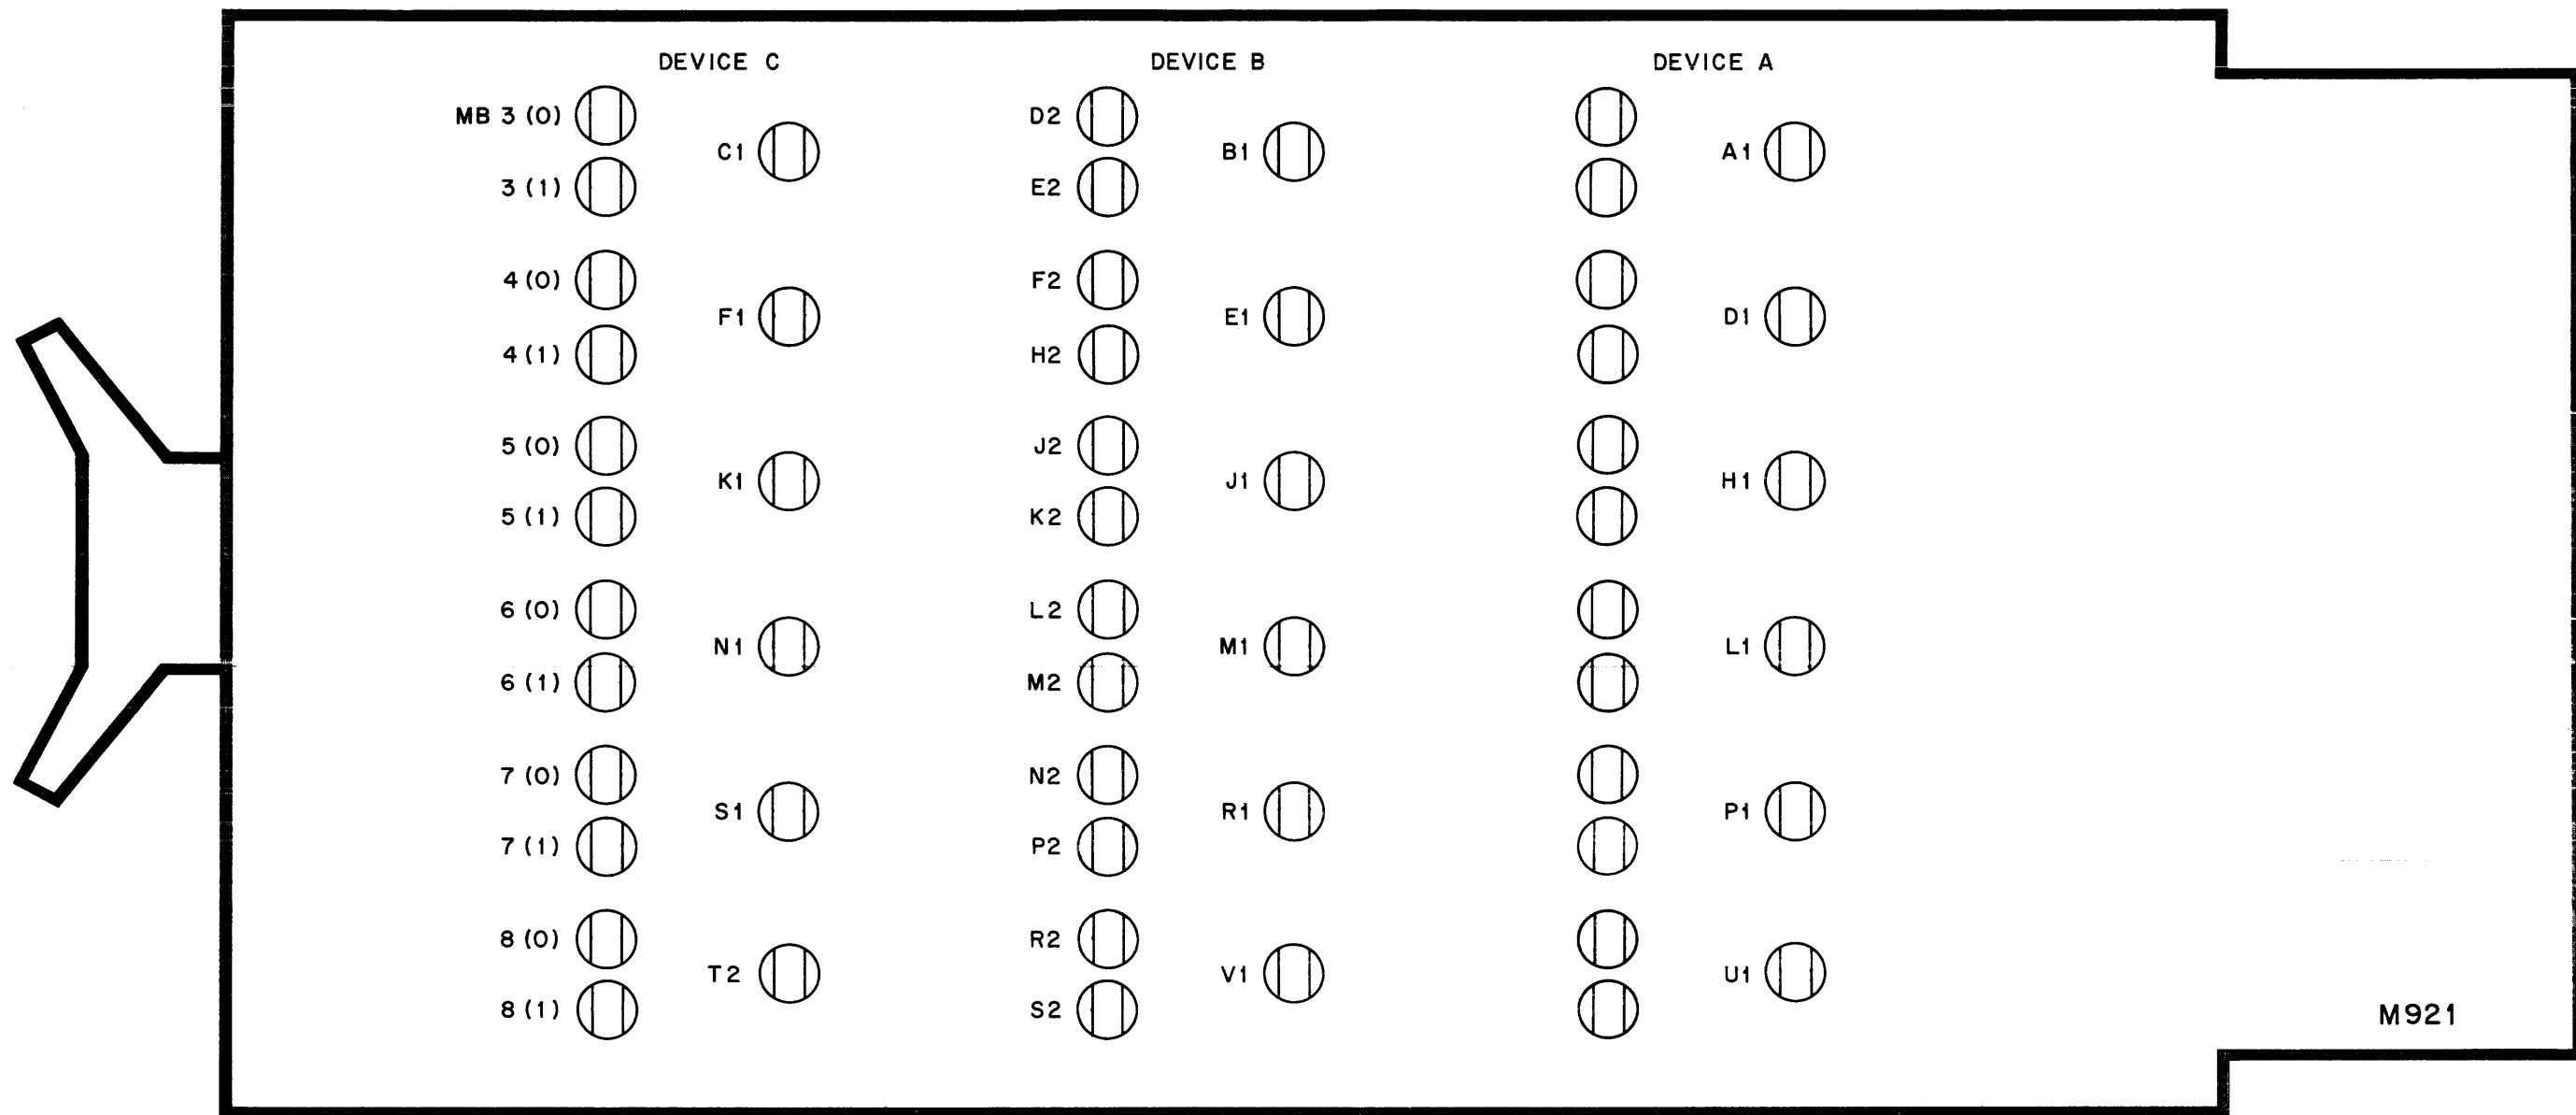 DEVICE C DEVICE B DEVICE A
MB 3 (0) D2
C1 B1 A1
3 (1) E2
4 (0) F2
F1 E1 D1
4 (1) H2
5 (0) J2
K1 J1 H1
5 (1) K2
6 (0) L2
N1 M1 L1
6 (1) M2
7 (0) N2
S1 R1 P1
7 (1) P2
8 (0) R2
T2 V1 U1
8 (1) S2
M921